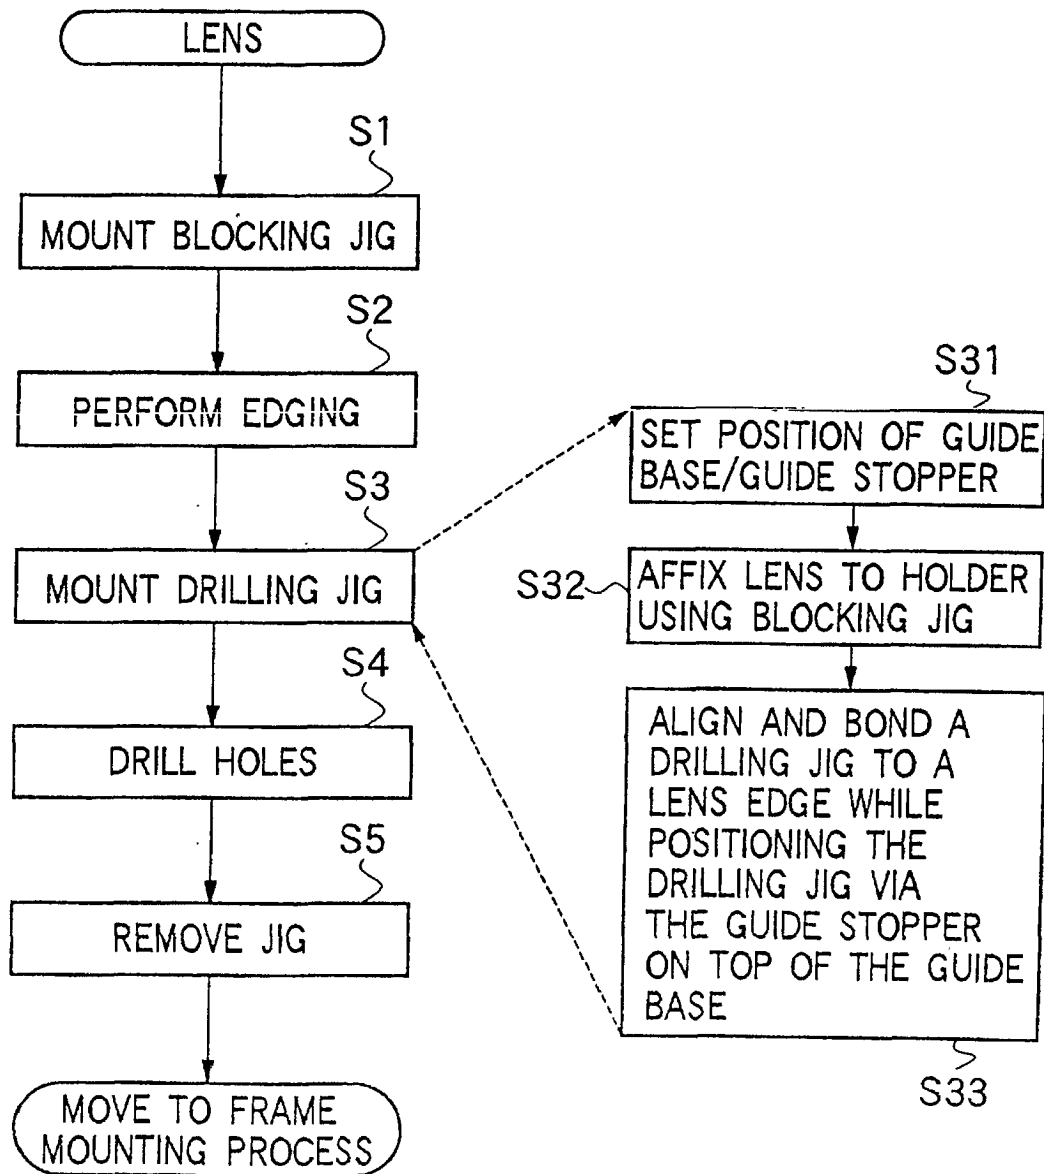 LENS
S1
MOUNT BLOCKING JIG
S2
PERFORM EDGING
S3
MOUNT DRILLING JIG
S4
DRILL HOLES
S5
REMOVE JIG
MOVE TO FRAME
MOUNTING PROCESS
S31
SET POSITION OF GUIDE
BASE/GUIDE STOPPER
S32
AFFIX LENS TO HOLDER
USING BLOCKING JIG
ALIGN AND BOND A
DRILLING JIG TO A
LENS EDGE WHILE
POSITIONING THE
DRILLING JIG VIA
THE GUIDE STOPPER
ON TOP OF THE GUIDE
BASE
S33